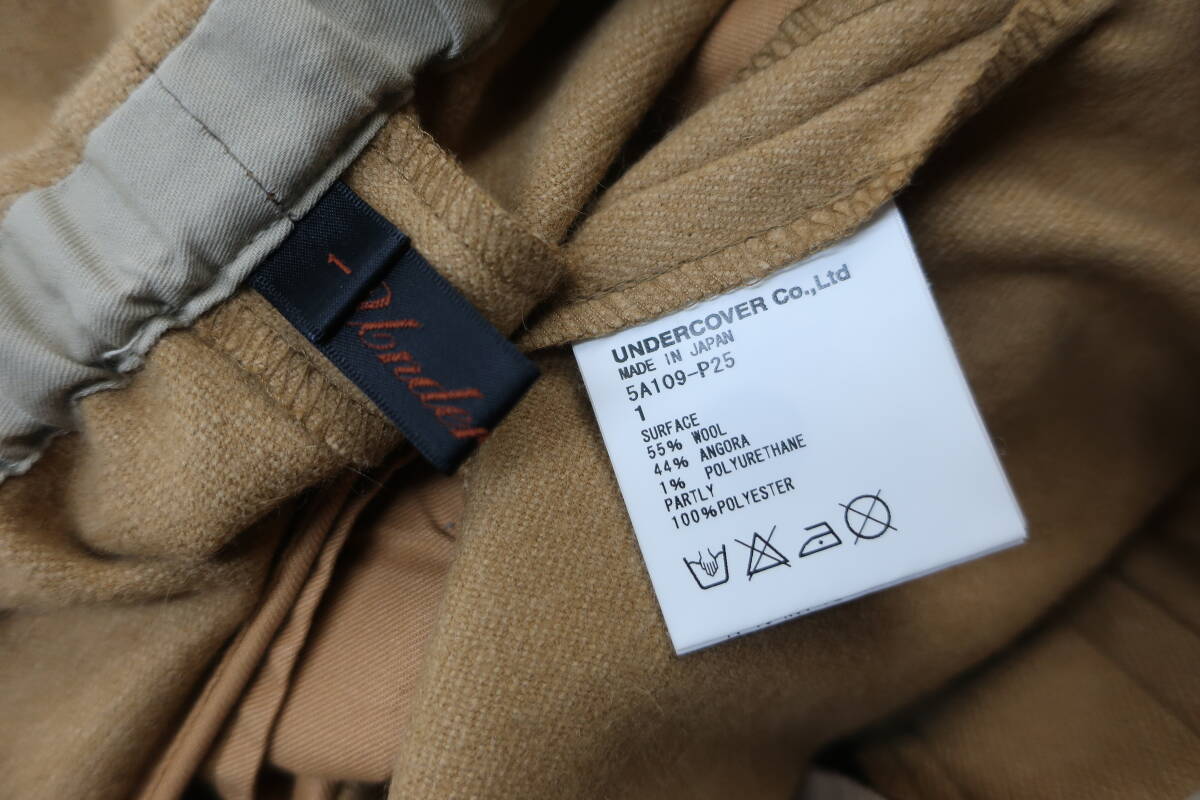 1
UNDERCOVER Co.,Ltd
MADE IN JAPAN
5A109-P25
1
SURFACE
55% WOOL
44% ANGORA
1% POLYURETHANE
PARTLY
100%POLYESTER